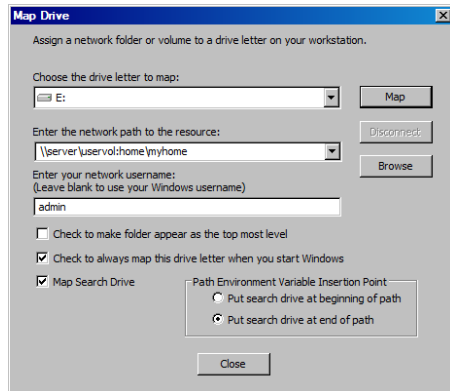 Map Drive
Assign a network folder or volume to a drive letter on your workstation.
Choose the drive letter to map:
E:
Map
Enter the network path to the resource:
Disconnect
\\server\uservol:home\myhome
Browse
Enter your network username:
(Leave blank to use your Windows username)
admin
Check to make folder appear as the top most level
Check to always map this drive letter when you start Windows
Map Search Drive
Path Environment Variable Insertion Point
Put search drive at beginning of path
Put search drive at end of path
Close